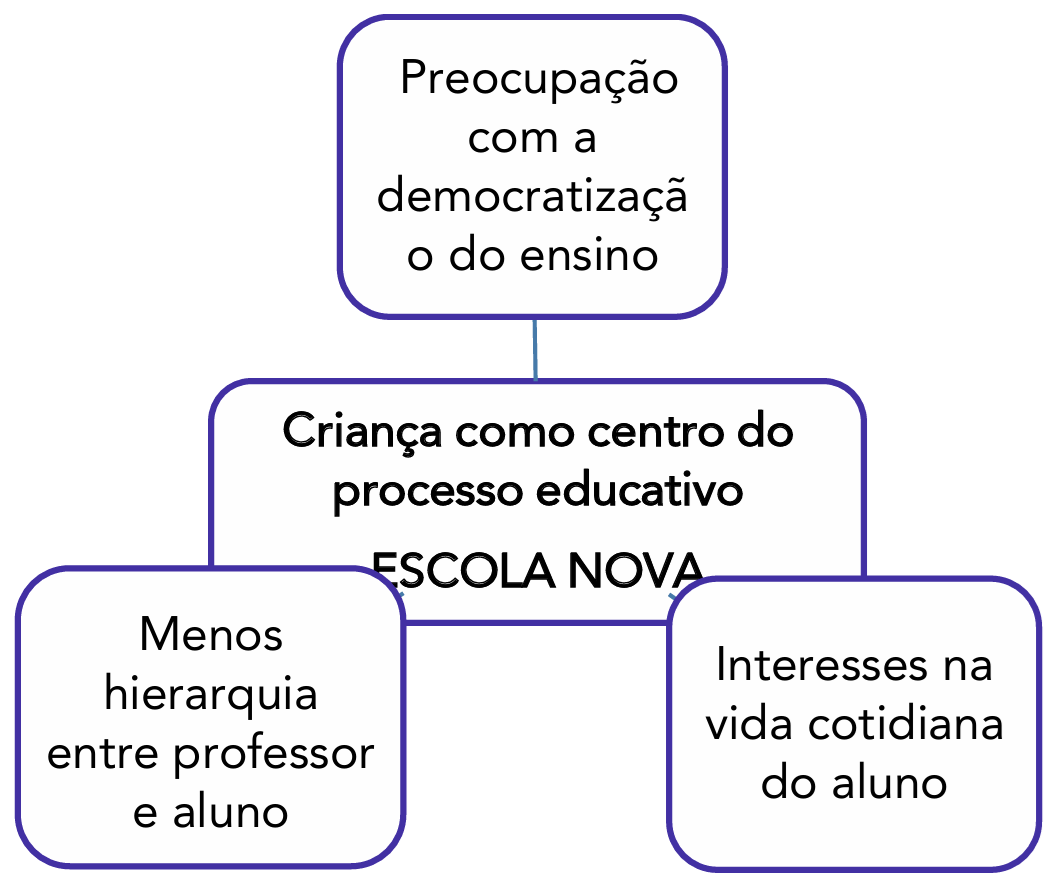 Preocupação
com a
democratizaçã
o do ensino
Criança como centro do
processo educativo
ESCOLA NOVA
Menos
hierarquia
entre professor
e aluno
Interesses na
vida cotidiana
do aluno